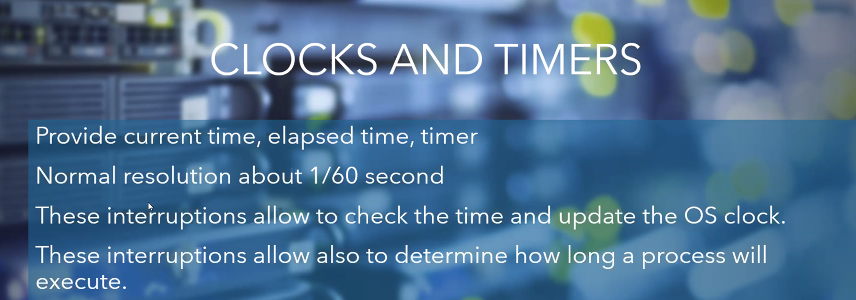 CLOCKS AND TIMERS
Provide current time, elapsed time, timer
Normal resolution about 1/60 second
These interruptions allow to check the time and update the OS clock.
These interruptions allow also to determine how long a process will
execute.